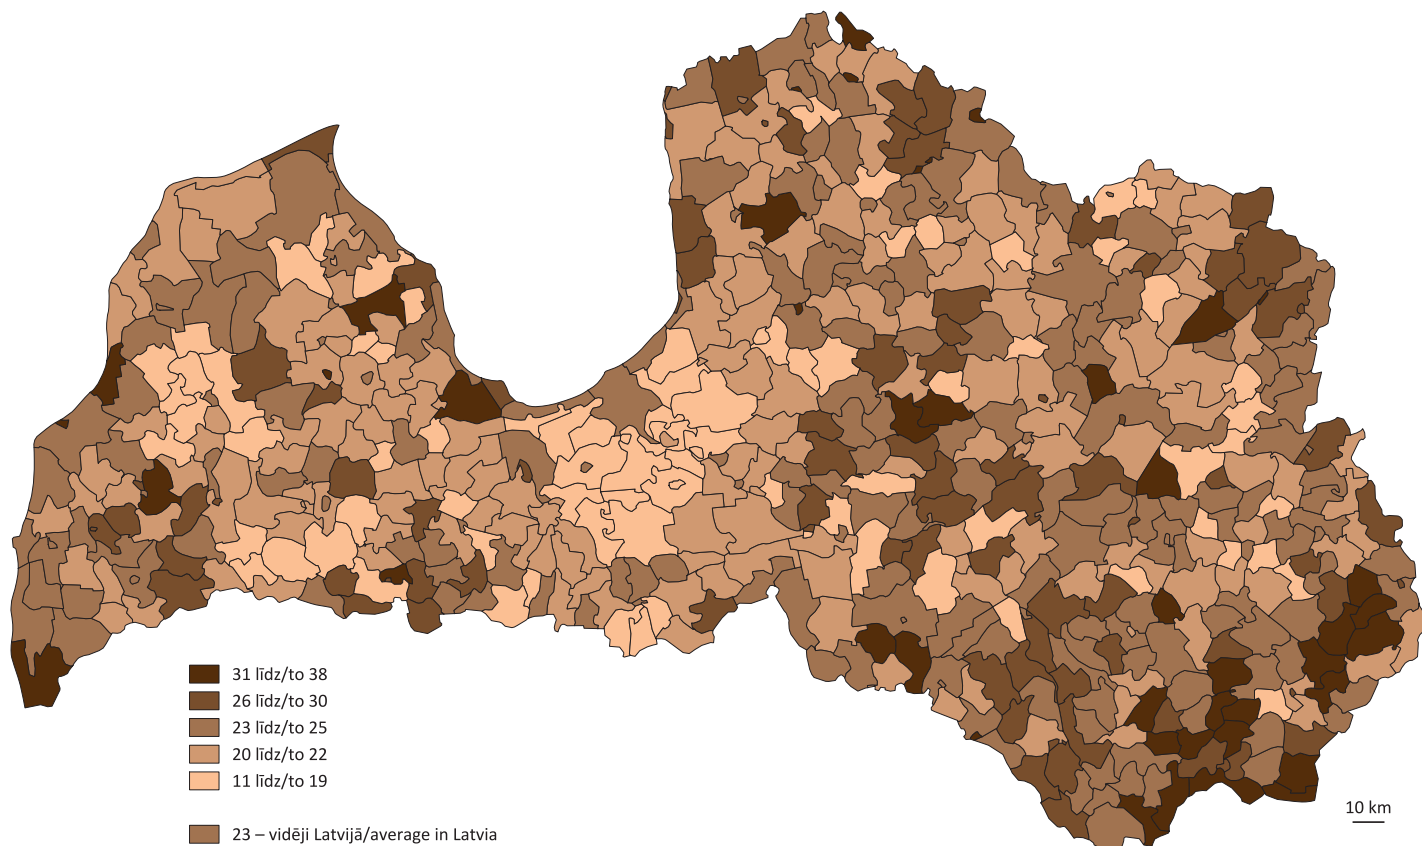 31 līdz/to 38
26 līdz/to 30
23 līdz/to 25
20 līdz/to 22
11 līdz/to 19
23 – vidēji Latvijā/average in Latvia
10 km